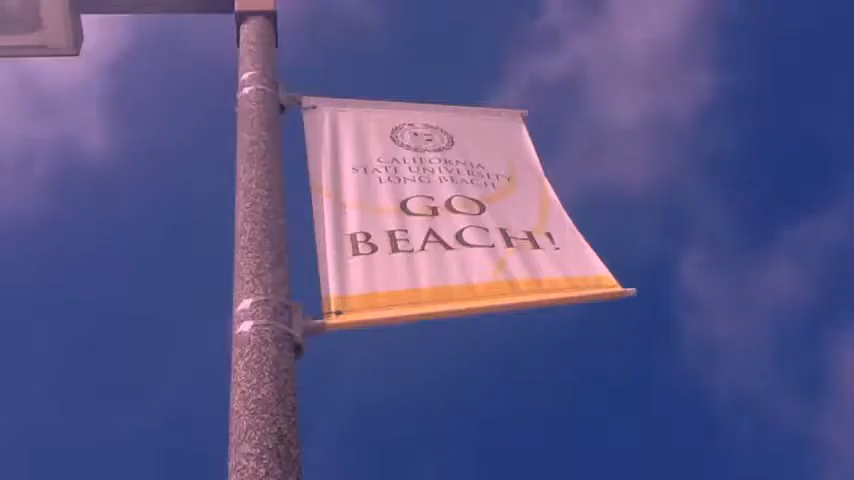 CALIFORNIA
STATE UNIVERSITY
LONG BEACH
GO
BEACH!